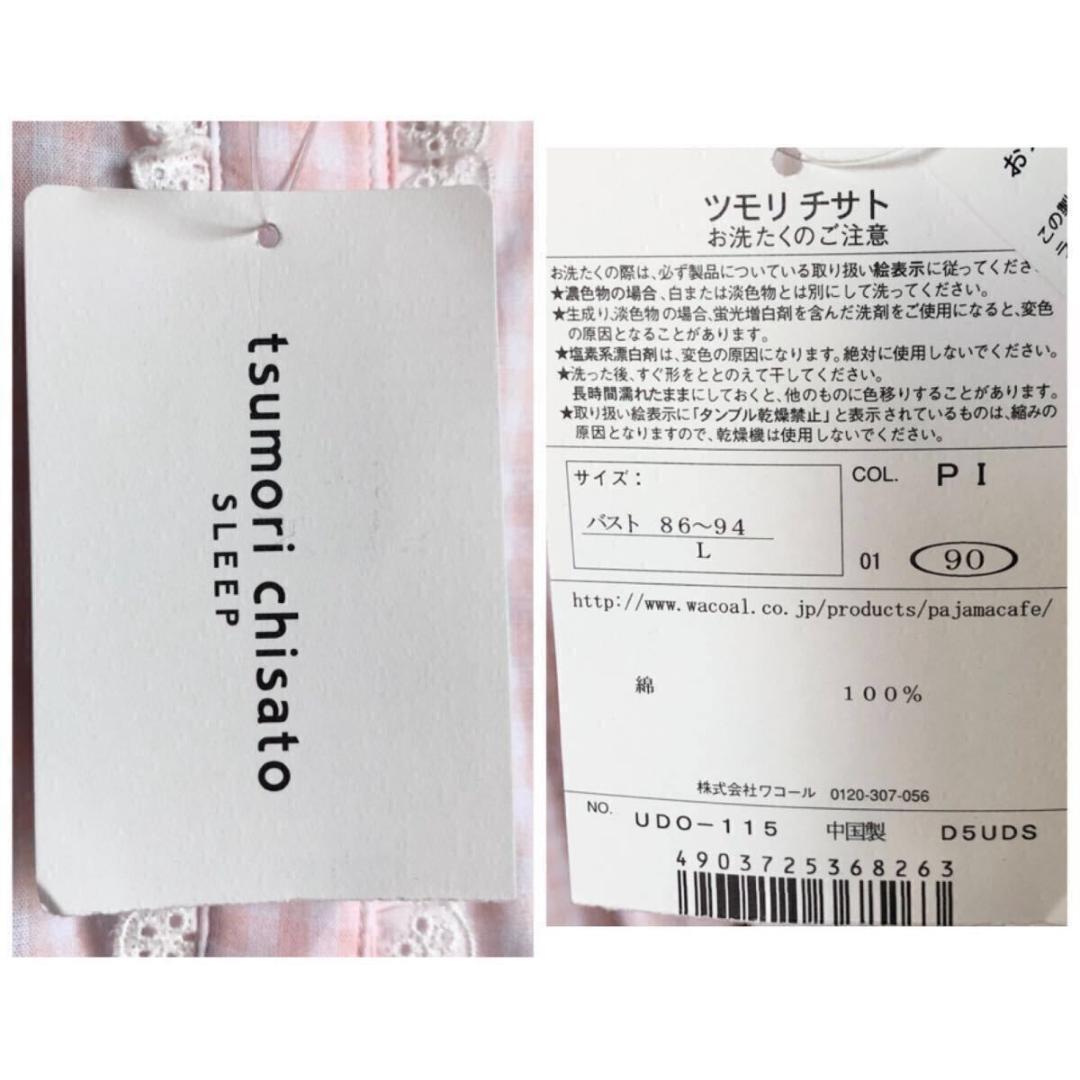 tsumori chisato
SLEEP
ツモリ チサト
お洗たくのご注意
お洗たくの際は、必ず製品についている取り扱い絵表示に従ってくださ
★濃色物の場合、白または淡色物とは別にして洗ってください。
★生成り、淡色物の場合、蛍光増白剤を含んだ洗剤をご使用になると、変色
の原因となることがあります。
★塩素系漂白剤は、変色の原因になります。絶対に使用しないでください。
★洗った後、すぐ形をととのえて干してください。
長時間濡れたままにしておくと、他のものに色移りすることがあります。
★取り扱い絵表示に「タンブル乾燥禁止」と表示されているものは、縮みの
原因となりますので、乾燥機は使用しないでください。
サイズ:
バスト 86〜94
L
COL. PI
01 90
http://www.wacoal.co.jp/products/pajamacafe/
綿 100%
株式会社ワコール 0120-307-056
NO. UDO-115 中国製 D5UDS
4903725368263